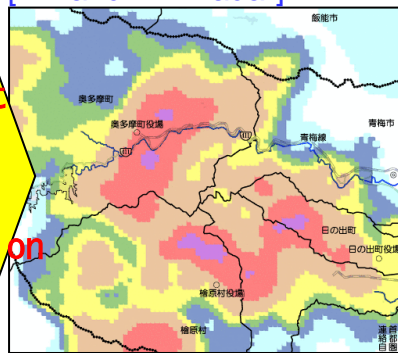 飯能市
奥多摩町
奥多摩町役場
青梅市
青梅線
日の出町
日の出町役場
檜原村役場
檜原村
on